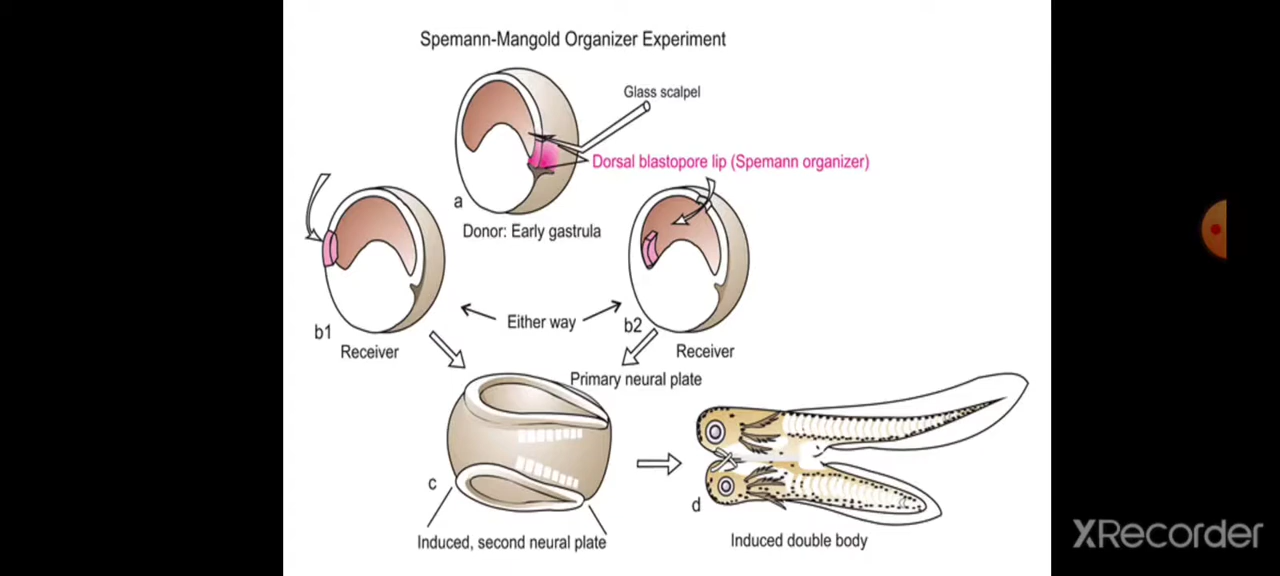 Spemann-Mangold Organizer Experiment
Glass scalpel
Dorsal blastopore lip (Spemann organizer)
a
Donor: Early gastrula
b1
Receiver
Either way
b2
Receiver
Primary neural plate
c
Induced, second neural plate
d
Induced double body
XRecorder